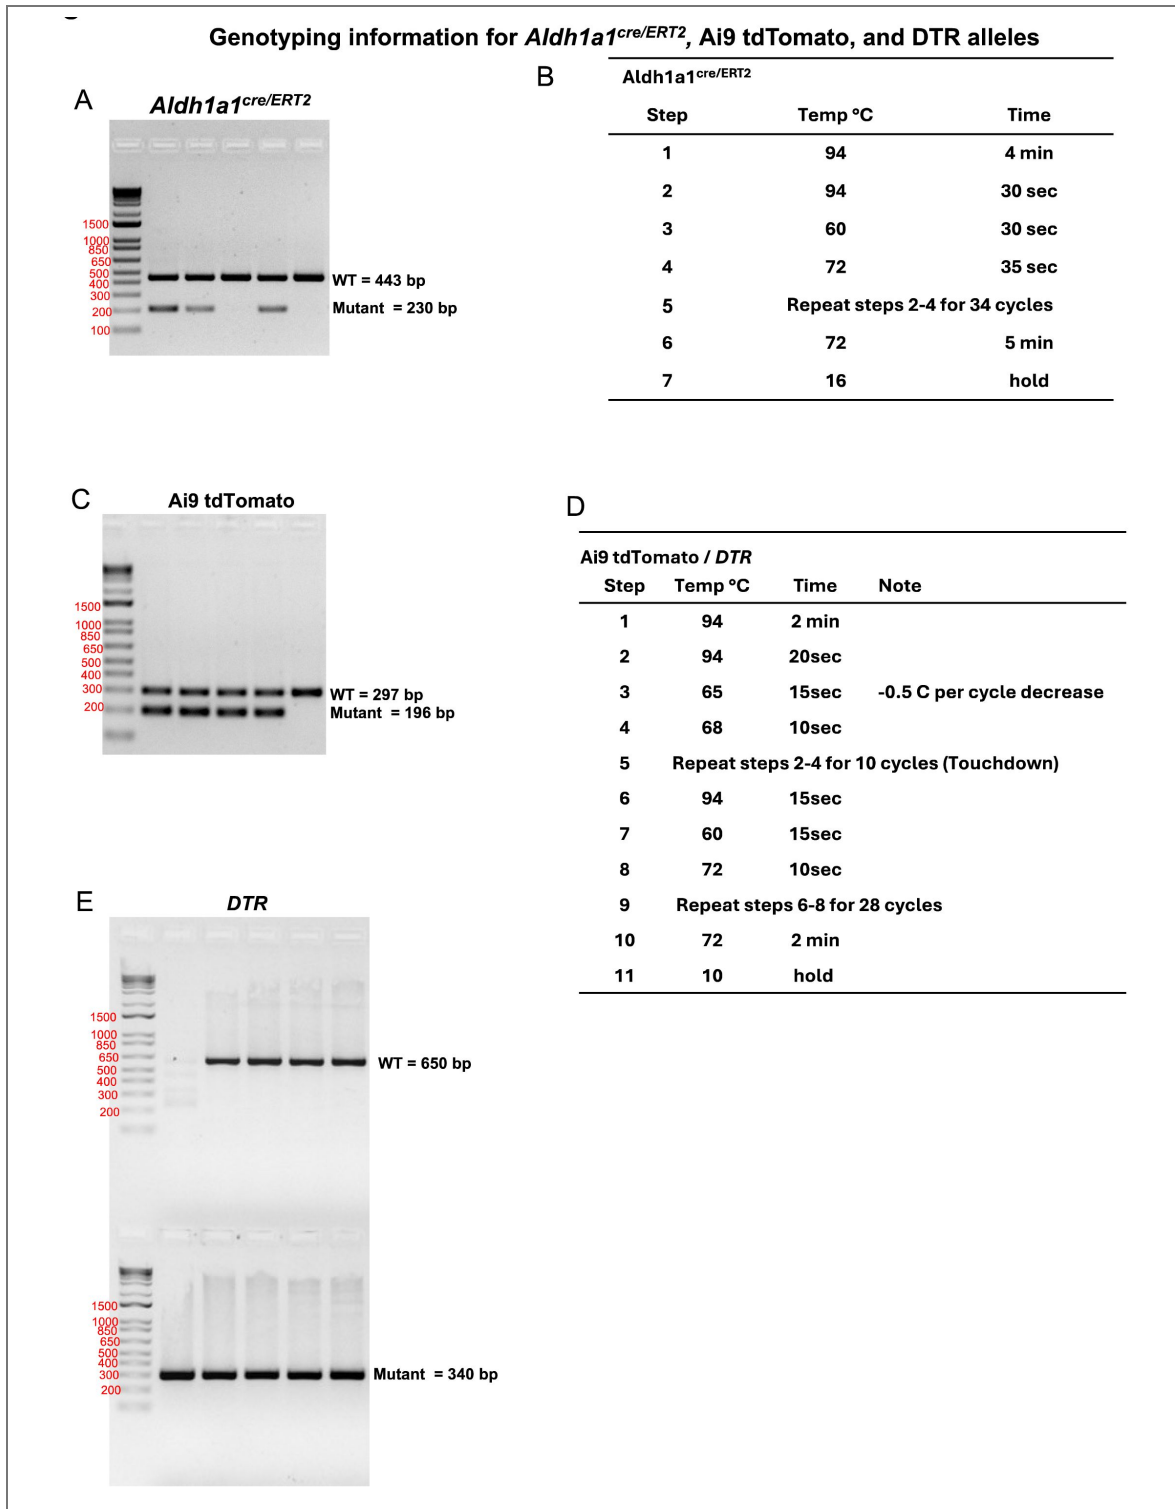 Genotyping information for Aldh1a1cre/ERT2, Ai9 tdTomato, and DTR alleles
A
Aldh1a1cre/ERT2
1500
1000
850
650
500
400
300
200
100
WT = 443 bp
Mutant = 230 bp
B
Aldh1a1cre/ERT2
Step Temp °C Time
1 94 4 min
2 94 30 sec
3 60 30 sec
4 72 35 sec
5 Repeat steps 2-4 for 34 cycles
6 72 5 min
7 16 hold
C
Ai9 tdTomato
1500
1000
850
650
500
400
300
200
WT = 297 bp
Mutant = 196 bp
D
Ai9 tdTomato / DTR
Step Temp °C Time Note
1 94 2 min
2 94 20sec
3 65 15sec -0.5 C per cycle decrease
4 68 10sec
5 Repeat steps 2-4 for 10 cycles (Touchdown)
6 94 15sec
7 60 15sec
8 72 10sec
9 Repeat steps 6-8 for 28 cycles
10 72 2 min
11 10 hold
E
DTR
1500
1000
850
650
500
400
300
200
WT = 650 bp
1500
1000
850
650
500
400
300
200
Mutant = 340 bp